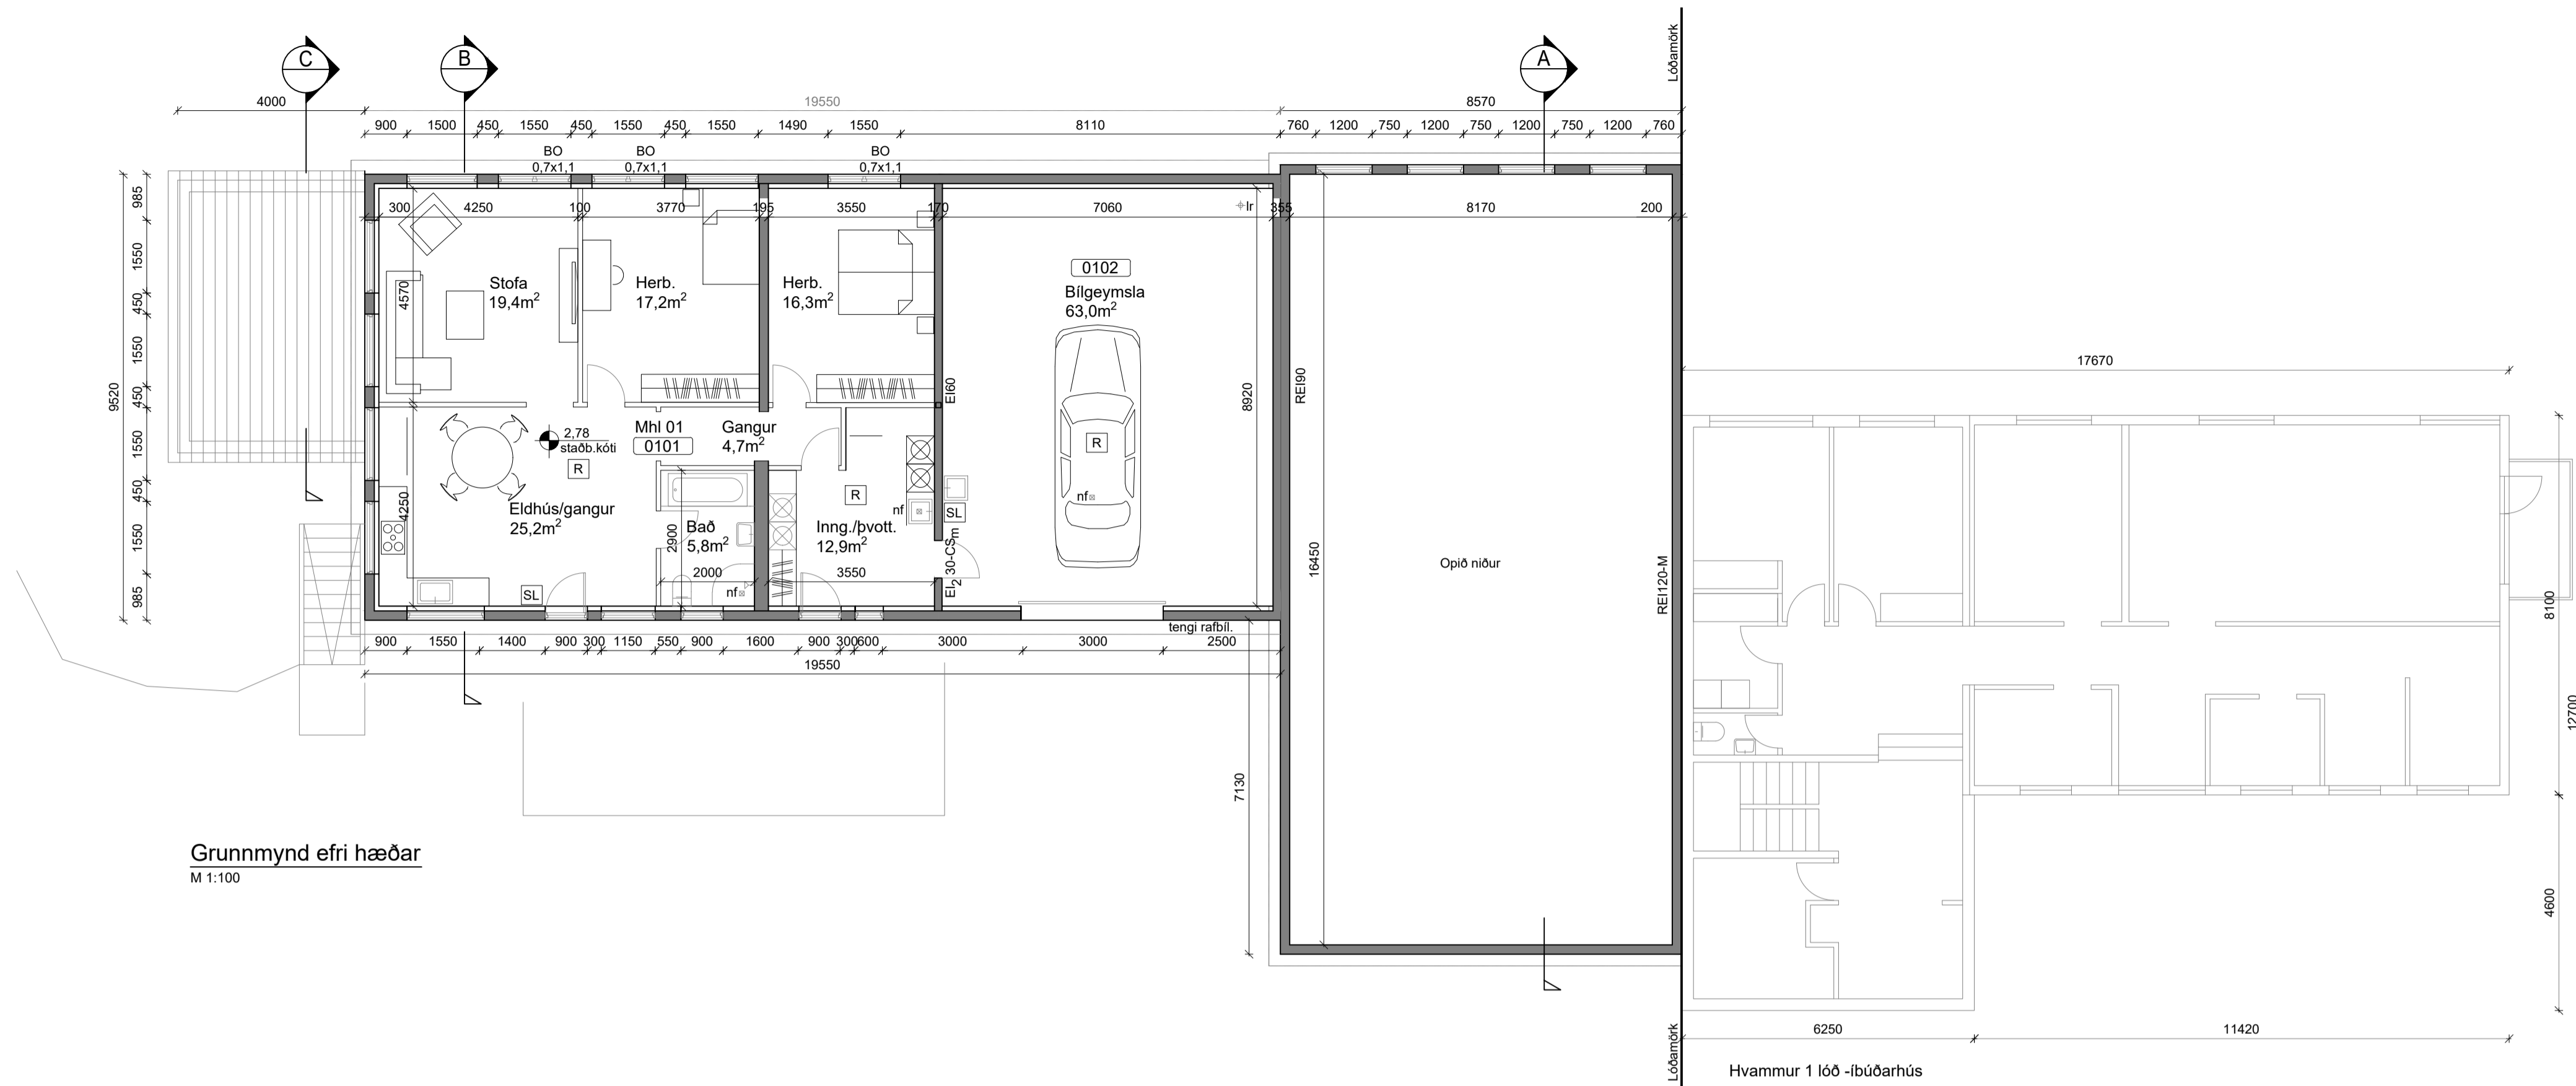 C
B
A
Lóðamörk
4000
19550
8570
900
1500
450
1550
450
1550
450
1550
1490
1550
8110
760
1200
750
1200
750
1200
750
1200
760
BO
0,7x1,1
BO
0,7x1,1
BO
0,7x1,1
300
4250
100
3770
195
3550
170
7060
Ir
355
8170
200
9520
985
1550
450
1550
450
1550
450
1550
985
Stofa
19,4m²
4570
Herb.
17,2m²
Herb.
16,3m²
0102
Bílgeymsla
63,0m²
R
nf
8920
EI60
REI90
16450
Opið niður
REI120-M
2,78
staðb.kóti
R
Mhl 01
0101
Gangur
4,7m²
Eldhús/gangur
25,2m²
4250
SL
Bað
5,8m²
2900
2000
nf
R
nf
Inng./þvott.
12,9m²
3550
SL
EI₂ 30-CSm
tengi rafbíl.
900
1550
1400
900
300
1150
550
900
1600
900
300
600
3000
3000
2500
19550
7130
17670
8100
12700
4600
6250
11420
Grunnmynd efri hæðar
M 1:100
Lóðamörk
Hvammur 1 lóð -íbúðarhús